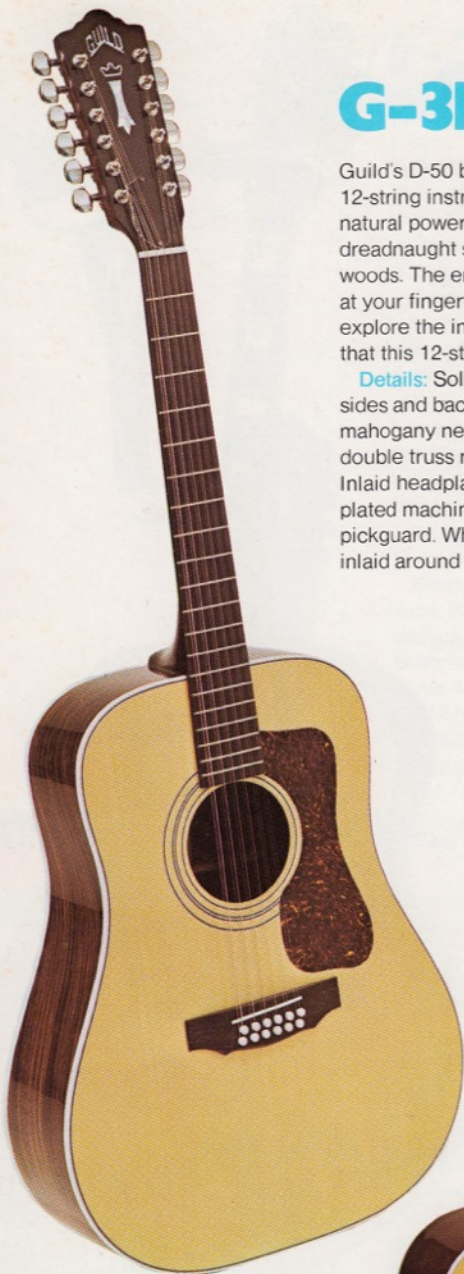 GUILD
Guild's D-50 b
12-string instr
natural power
dreadnaught s
woods. The e
at your finger
explore the in
that this 12-st
Details: Sol
sides and bac
mahogany ne
double truss r
Inlaid headpla
plated machin
pickguard. Wh
inlaid around